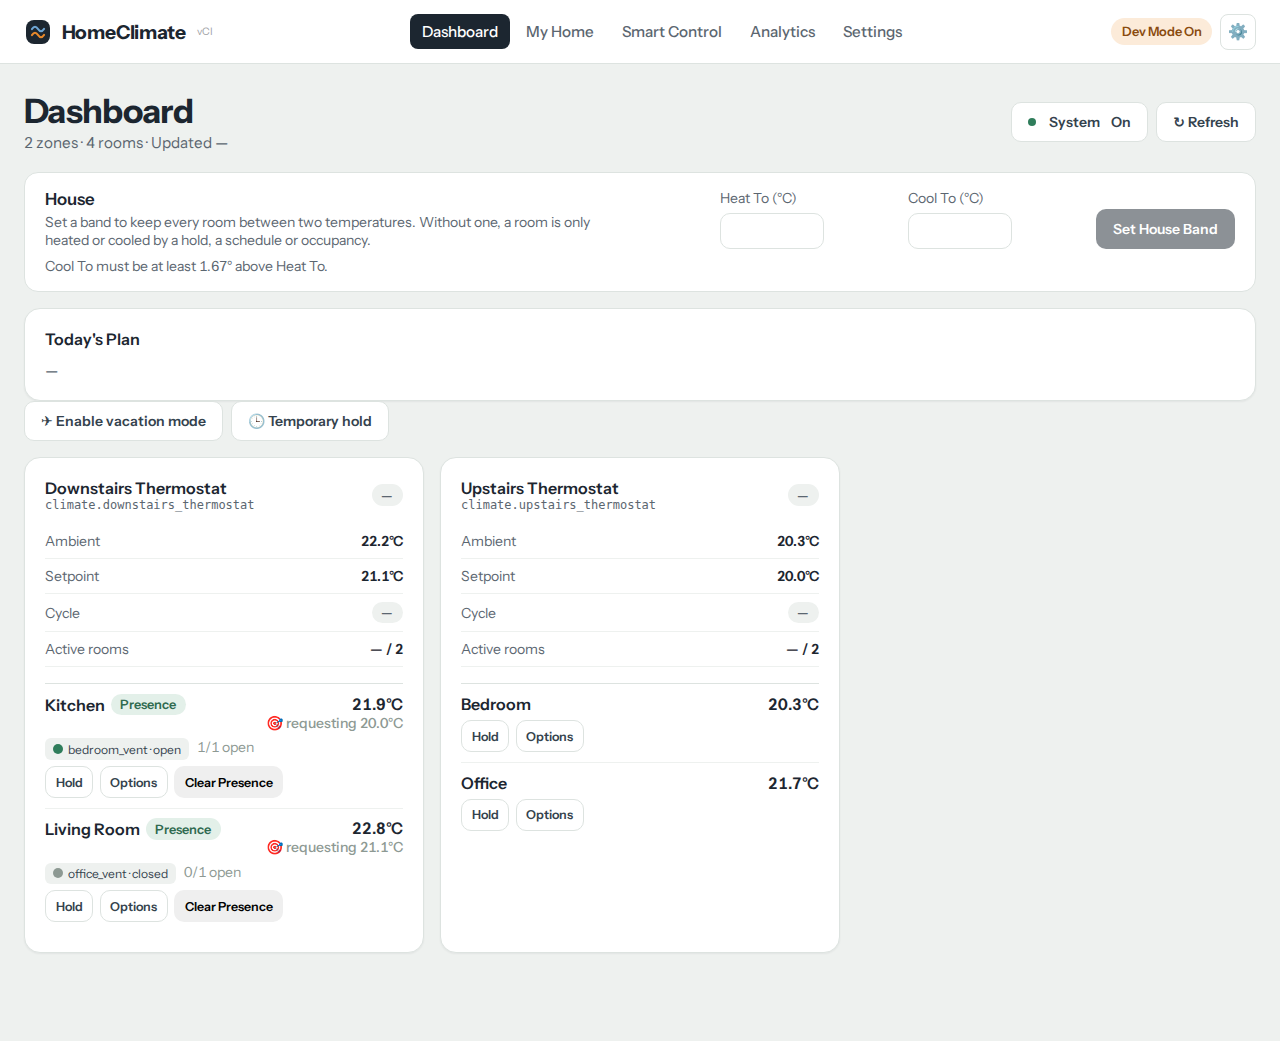 HomeClimate vCI
Dashboard My Home Smart Control Analytics Settings
Dev Mode On
Dashboard
2 zones · 4 rooms · Updated —
System On
↻ Refresh
House
Set a band to keep every room between two temperatures. Without one, a room is only
heated or cooled by a hold, a schedule or occupancy.
Cool To must be at least 1.67° above Heat To.
Heat To (°C)
Cool To (°C)
Set House Band
Today's Plan
—
✈ Enable vacation mode
🕒 Temporary hold
Downstairs Thermostat
climate.downstairs_thermostat
—
Ambient 22.2°C
Setpoint 21.1°C
Cycle —
Active rooms — / 2
Kitchen Presence 21.9°C
🎯 requesting 20.0°C
bedroom_vent · open 1/1 open
Hold Options Clear Presence
Living Room Presence 22.8°C
🎯 requesting 21.1°C
office_vent · closed 0/1 open
Hold Options Clear Presence
Upstairs Thermostat
climate.upstairs_thermostat
—
Ambient 20.3°C
Setpoint 20.0°C
Cycle —
Active rooms — / 2
Bedroom 20.3°C
Hold Options
Office 21.7°C
Hold Options